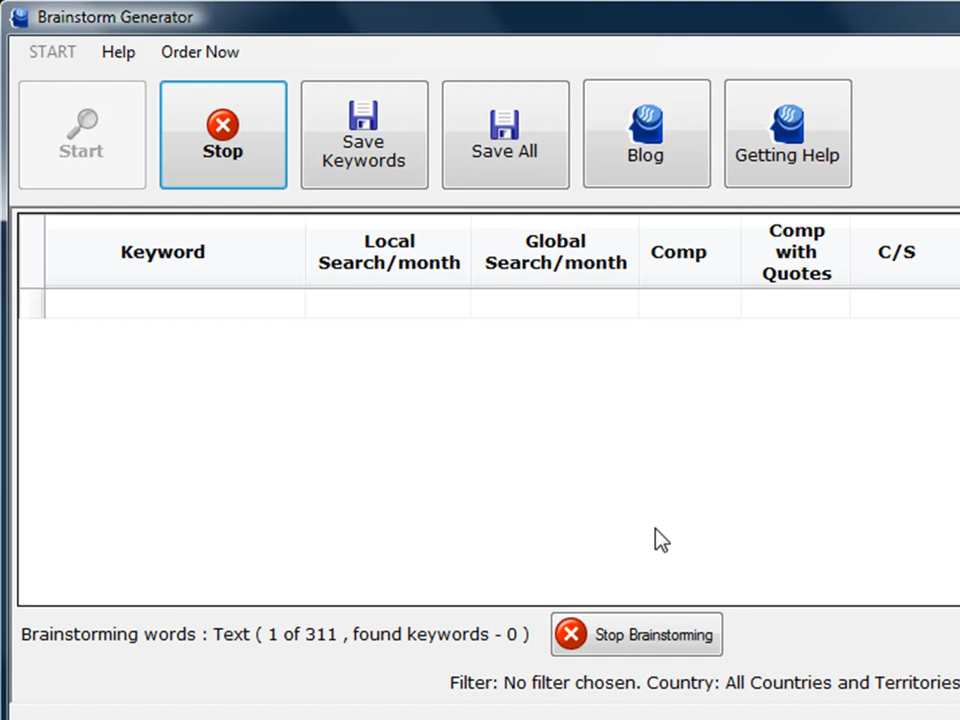 Brainstorm Generator
START Help Order Now
Start
Stop
Save
Keywords
Save All
Blog
Getting Help
Keyword
Local
Search/month
Global
Search/month
Comp
Comp
with
Quotes
C/S
Brainstorming words : Text ( 1 of 311 , found keywords - 0 )
Stop Brainstorming
Filter: No filter chosen. Country: All Countries and Territories